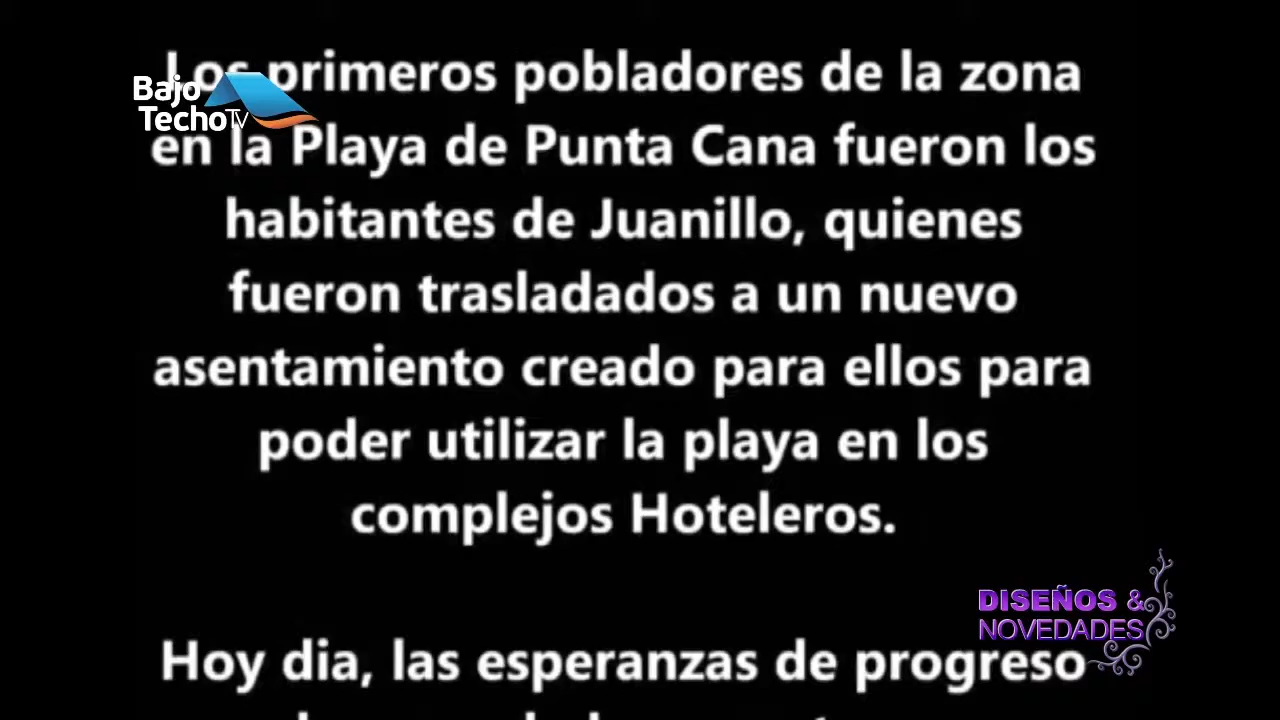 Los primeros pobladores de la zona
Bajo
TechoTv
en la Playa de Punta Cana fueron los
habitantes de Juanillo, quienes
fueron trasladados a un nuevo
asentamiento creado para ellos para
poder utilizar la playa en los
complejos Hoteleros.
DISEÑOS &
NOVEDADES
Hoy dia, las esperanzas de progreso